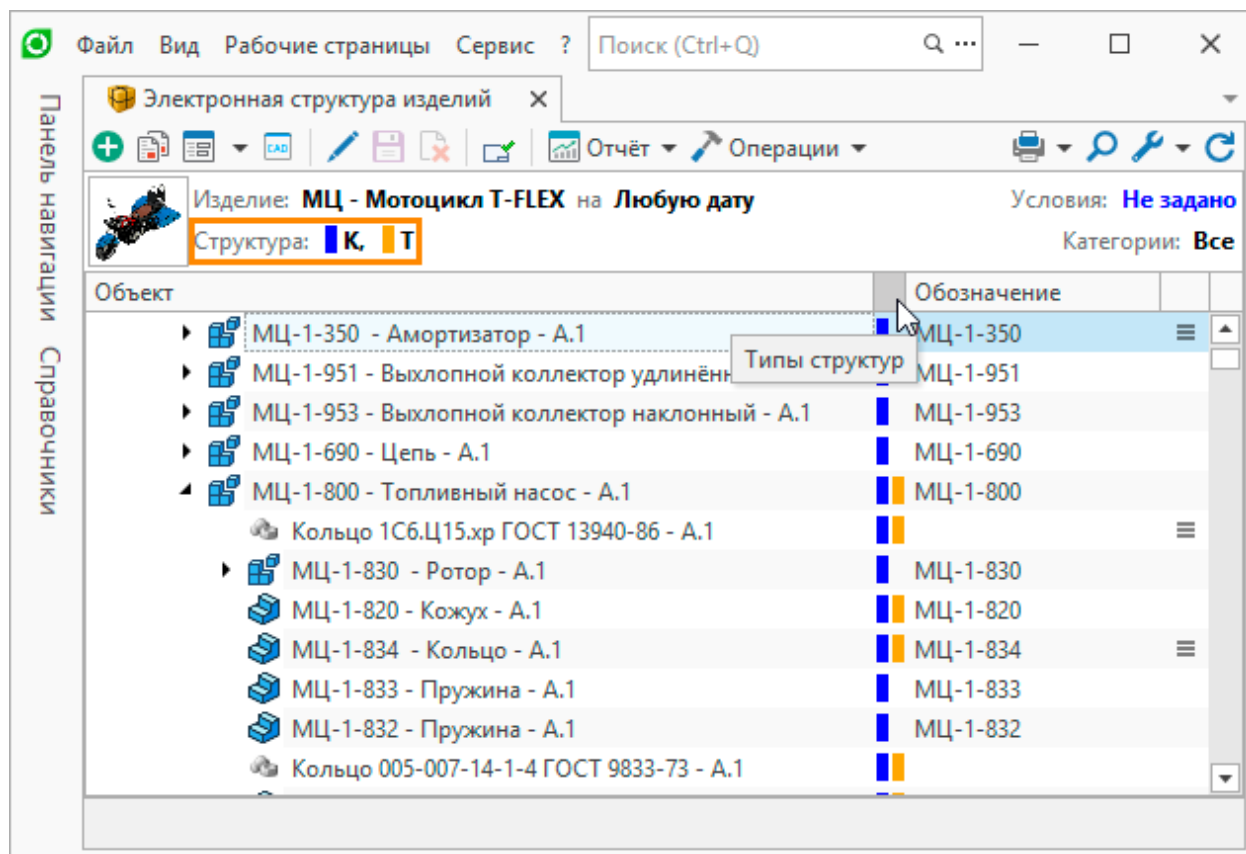 Файл Вид Рабочие страницы Сервис ? Поиск (Ctrl+Q)
Панель навигации
Справочники
Электронная структура изделий
CAD Отчёт Операции
Изделие: МЦ - Мотоцикл T-FLEX на Любую дату Условия: Не задано
Структура: К, Т Категории: Все
Объект Обозначение
МЦ-1-350 - Амортизатор - А.1 МЦ-1-350
Типы структур
МЦ-1-951 - Выхлопной коллектор МЦ-1-951
МЦ-1-953 - Выхлопной коллектор наклонный - А.1 МЦ-1-953
МЦ-1-690 - Цепь - А.1 МЦ-1-690
МЦ-1-800 - Топливный насос - А.1 МЦ-1-800
Кольцо 1С6.Ц15.хр ГОСТ 13940-86 - А.1
МЦ-1-830 - Ротор - А.1 МЦ-1-830
МЦ-1-820 - Кожух - А.1 МЦ-1-820
МЦ-1-834 - Кольцо - А.1 МЦ-1-834
МЦ-1-833 - Пружина - А.1 МЦ-1-833
МЦ-1-832 - Пружина - А.1 МЦ-1-832
Кольцо 005-007-14-1-4 ГОСТ 9833-73 - А.1